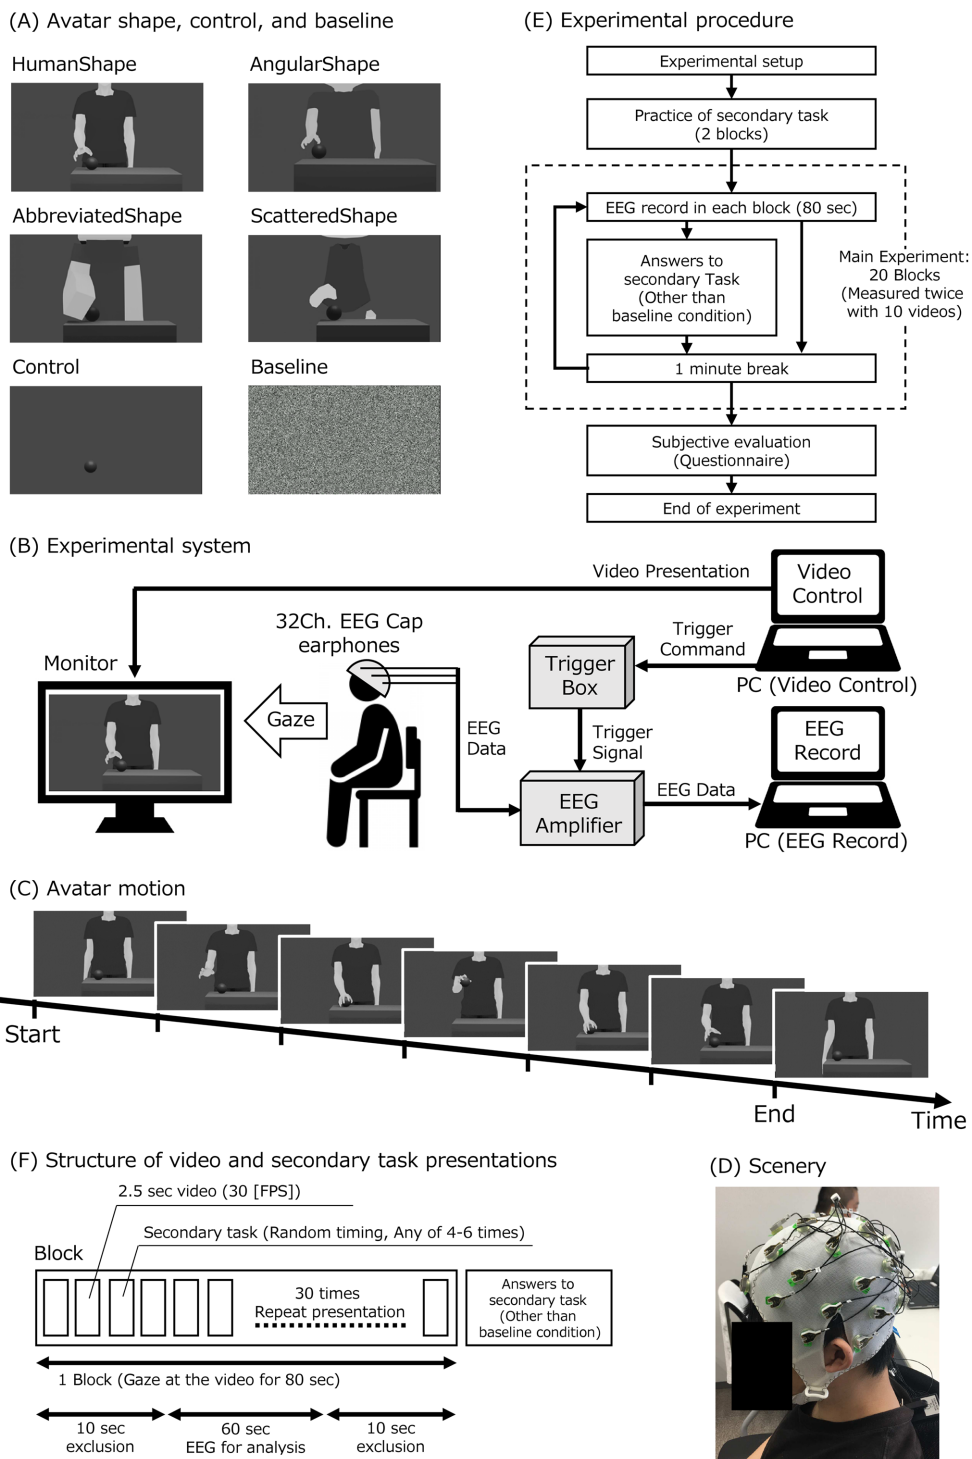 (A) Avatar shape, control, and baseline
HumanShape
AngularShape
AbbreviatedShape
ScatteredShape
Control
Baseline
(E) Experimental procedure
Experimental setup
Practice of secondary task
(2 blocks)
EEG record in each block (80 sec)
Answers to
secondary Task
(Other than
baseline condition)
1 minute break
Main Experiment:
20 Blocks
(Measured twice
with 10 videos)
Subjective evaluation
(Questionnaire)
End of experiment
(B) Experimental system
Video Presentation
Video
Control
32Ch. EEG Cap
earphones
Trigger
Command
Monitor
Trigger
Box
PC (Video Control)
Gaze
EEG
Data
Trigger
Signal
EEG
Record
EEG
Amplifier
EEG Data
PC (EEG Record)
(C) Avatar motion
Start
End
Time
(F) Structure of video and secondary task presentations
2.5 sec video (30 [FPS])
Secondary task (Random timing, Any of 4-6 times)
Block
30 times
Repeat presentation
Answers to
secondary task
(Other than
baseline condition)
1 Block (Gaze at the video for 80 sec)
10 sec
exclusion
60 sec
EEG for analysis
10 sec
exclusion
(D) Scenery